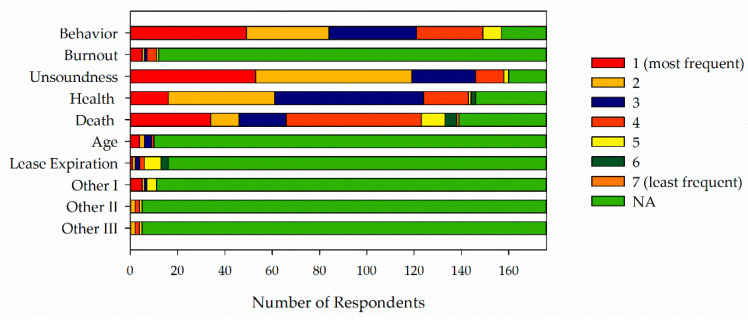 Behavior
Burnout
Unsoundness
Health
Death
Age
Lease Expiration
Other I
Other II
Other III
0 20 40 60 80 100 120 140 160
Number of Respondents
1 (most frequent)
2
3
4
5
6
7 (least frequent)
NA